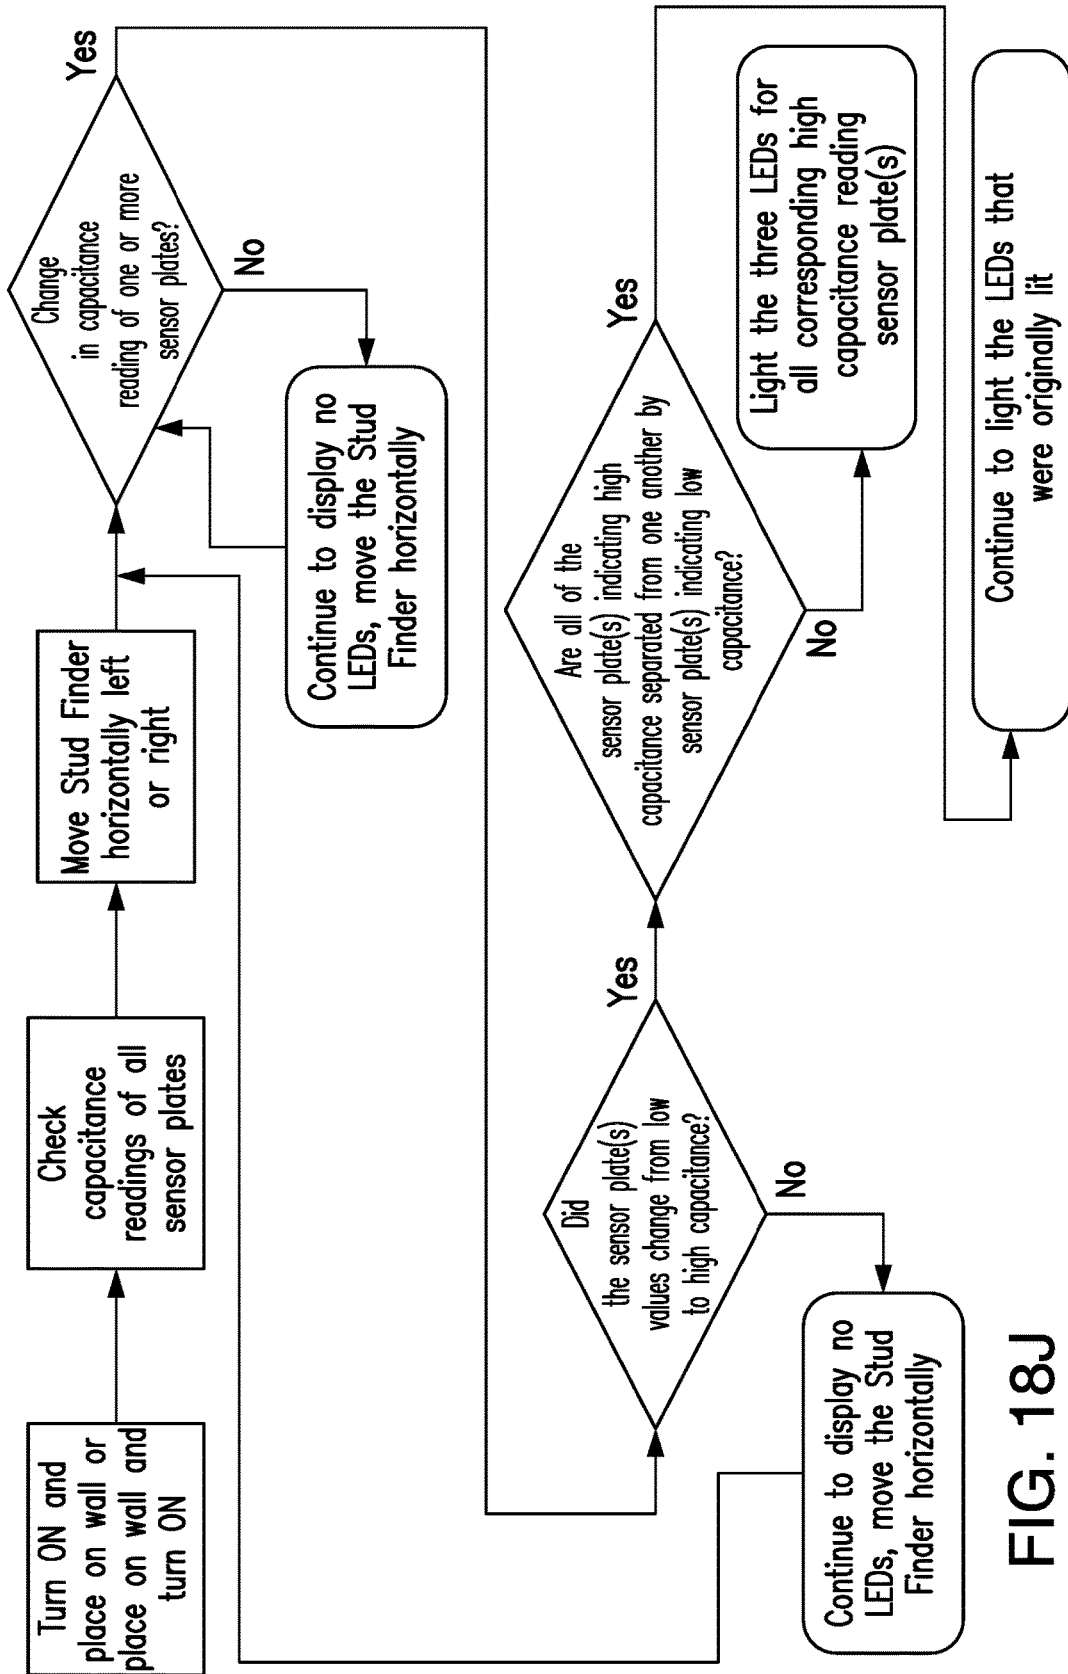 Turn ON and
place on wall or
place on wall and
turn ON
Check
capacitance
readings of all
sensor plates
Move Stud Finder
horizontally left
or right
Change
in capacitance
reading of one or more
sensor plates?
Yes
No
Continue to display no
LEDs, move the Stud
Finder horizontally
Did
the sensor plate(s)
values change from low
to high capacitance?
Yes
No
Continue to display no
LEDs, move the Stud
Finder horizontally
Are all of the
sensor plate(s) indicating high
capacitance separated from one another by
sensor plate(s) indicating low
capacitance?
Yes
No
Light the three LEDs for
all corresponding high
capacitance reading
sensor plate(s)
Continue to light the LEDs that
were originally lit
FIG. 18J